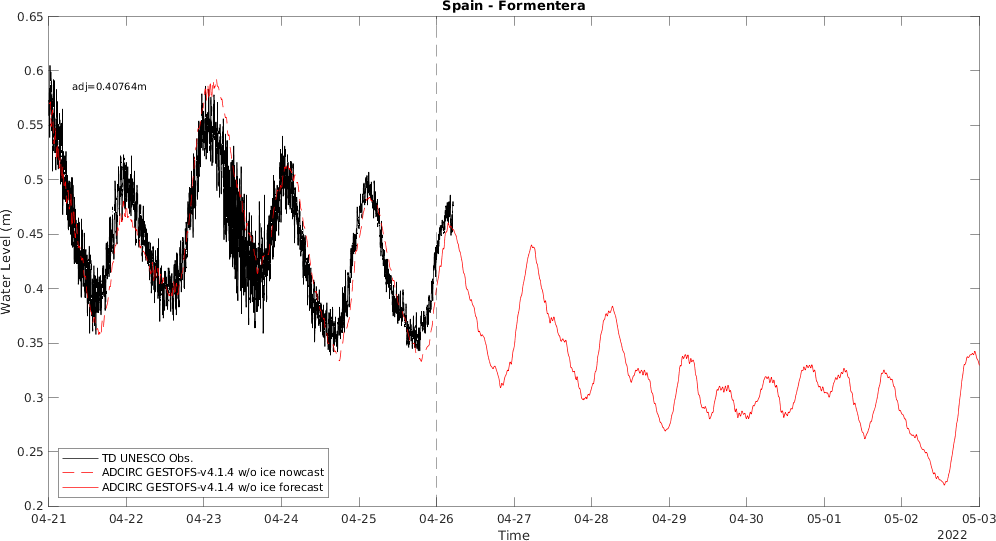 Spain - Formentera
0.65
0.6
0.55
0.5
0.45
0.4
0.35
0.3
0.25
0.2
Water Level (m)
adj=0.40764m
TD UNESCO Obs.
ADCIRC GESTOFS-v4.1.4 w/o ice nowcast
ADCIRC GESTOFS-v4.1.4 w/o ice forecast
04-21 04-22 04-23 04-24 04-25 04-26 04-27 04-28 04-29 04-30 05-01 05-02 05-03
Time
2022